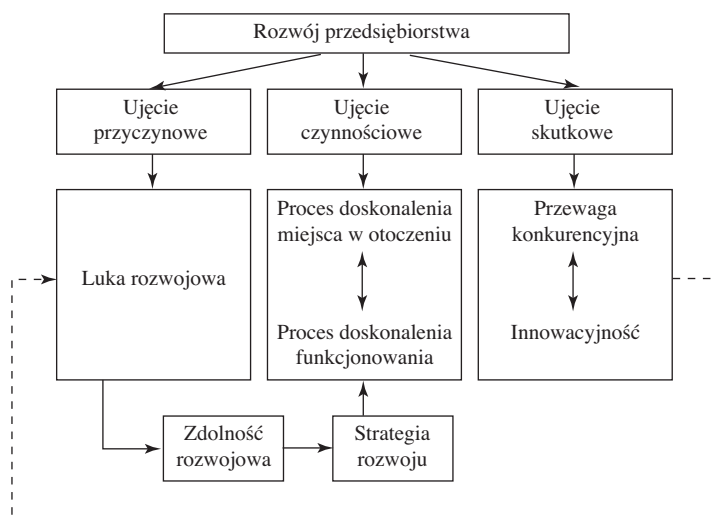 Rozwój przedsiębiorstwa
Ujęcie
przyczynowe
Ujęcie
czynnościowe
Ujęcie
skutkowe
Luka rozwojowa
Proces doskonalenia
miejsca w otoczeniu
Proces doskonalenia
funkcjonowania
Przewaga
konkurencyjna
Innowacyjność
Zdolność
rozwojowa
Strategia
rozwoju